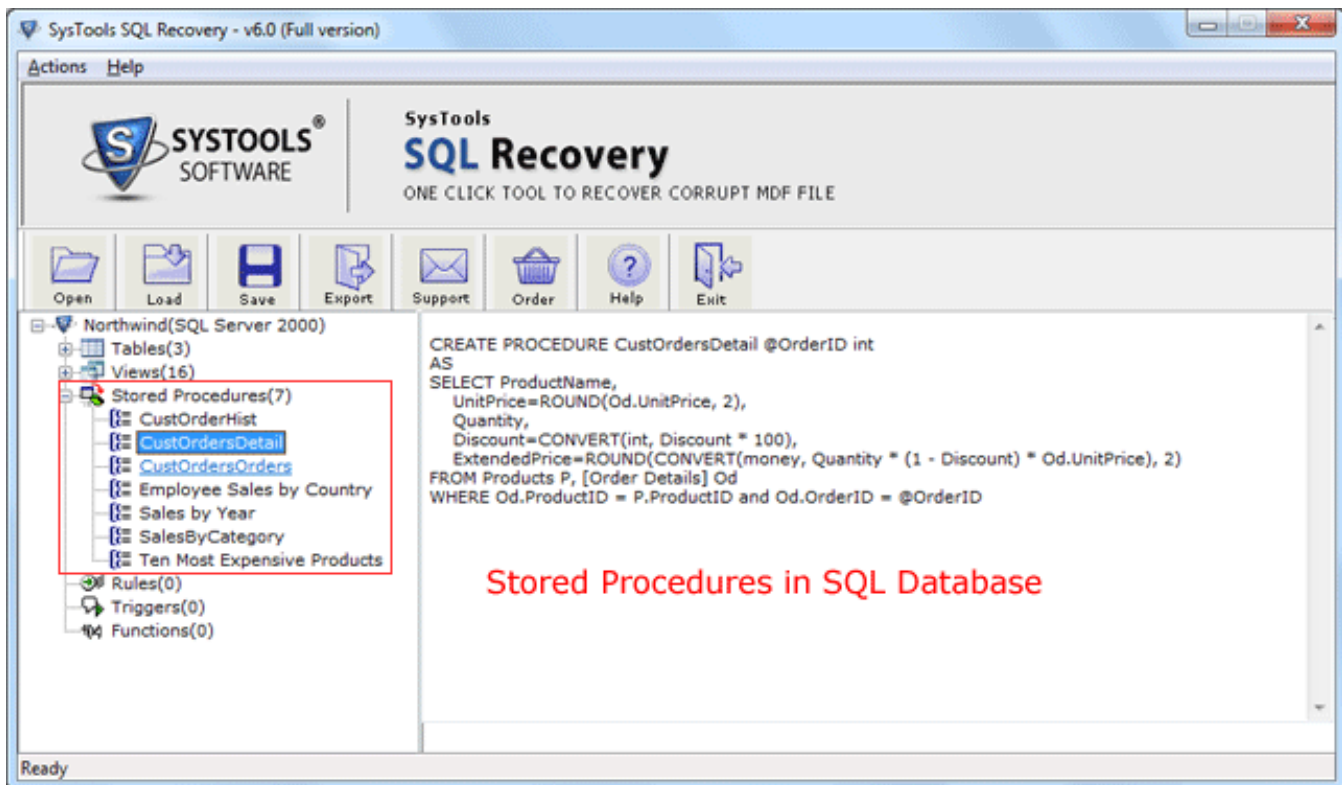 SysTools SQL Recovery - v6.0 (Full version)
Actions Help
S
SYSTOOLS®
SOFTWARE
SysTools
SQL Recovery
ONE CLICK TOOL TO RECOVER CORRUPT MDF FILE
Open Load Save Export Support Order Help Exit
Northwind(SQL Server 2000)
Tables(3)
Views(16)
Stored Procedures(7)
CustOrderHist
CustOrdersDetail
CustOrdersOrders
Employee Sales by Country
Sales by Year
SalesByCategory
Ten Most Expensive Products
Rules(0)
Triggers(0)
Functions(0)
CREATE PROCEDURE CustOrdersDetail @OrderID int
AS
SELECT ProductName,
UnitPrice=ROUND(Od.UnitPrice, 2),
Quantity,
Discount=CONVERT(int, Discount * 100),
ExtendedPrice=ROUND(CONVERT(money, Quantity * (1 - Discount) * Od.UnitPrice), 2)
FROM Products P, [Order Details] Od
WHERE Od.ProductID = P.ProductID and Od.OrderID = @OrderID
Stored Procedures in SQL Database
Ready